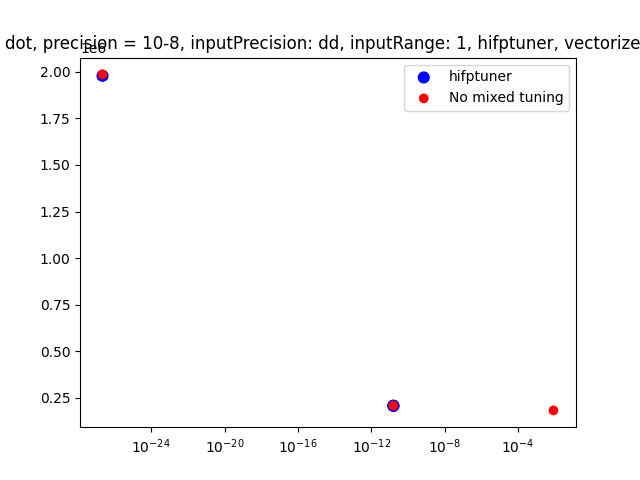 dot, precision = 10-8, inputPrecision: dd, inputRange: 1, hifptuner, vectorize
1e6
hifptuner
No mixed tuning
2.00
1.75
1.50
1.25
1.00
0.75
0.50
0.25
10^-24 10^-20 10^-16 10^-12 10^-8 10^-4